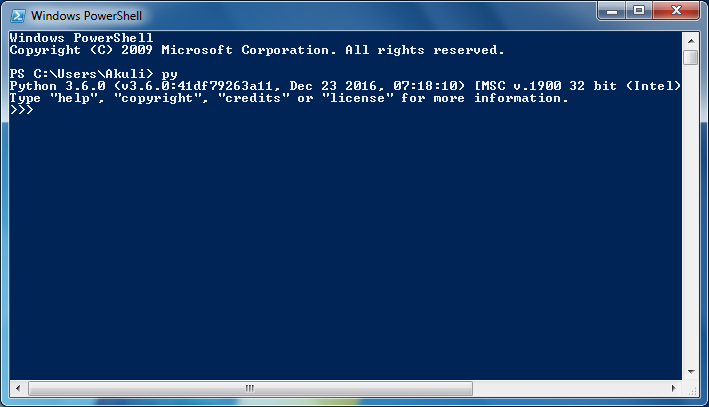 Windows PowerShell
Windows PowerShell
Copyright (C) 2009 Microsoft Corporation. All rights reserved.
PS C:\Users\Akuli> py
Python 3.6.0 (v3.6.0:41df79263a11, Dec 23 2016, 07:18:10) [MSC v.1900 32 bit (Intel)
Type "help", "copyright", "credits" or "license" for more information.
>>>